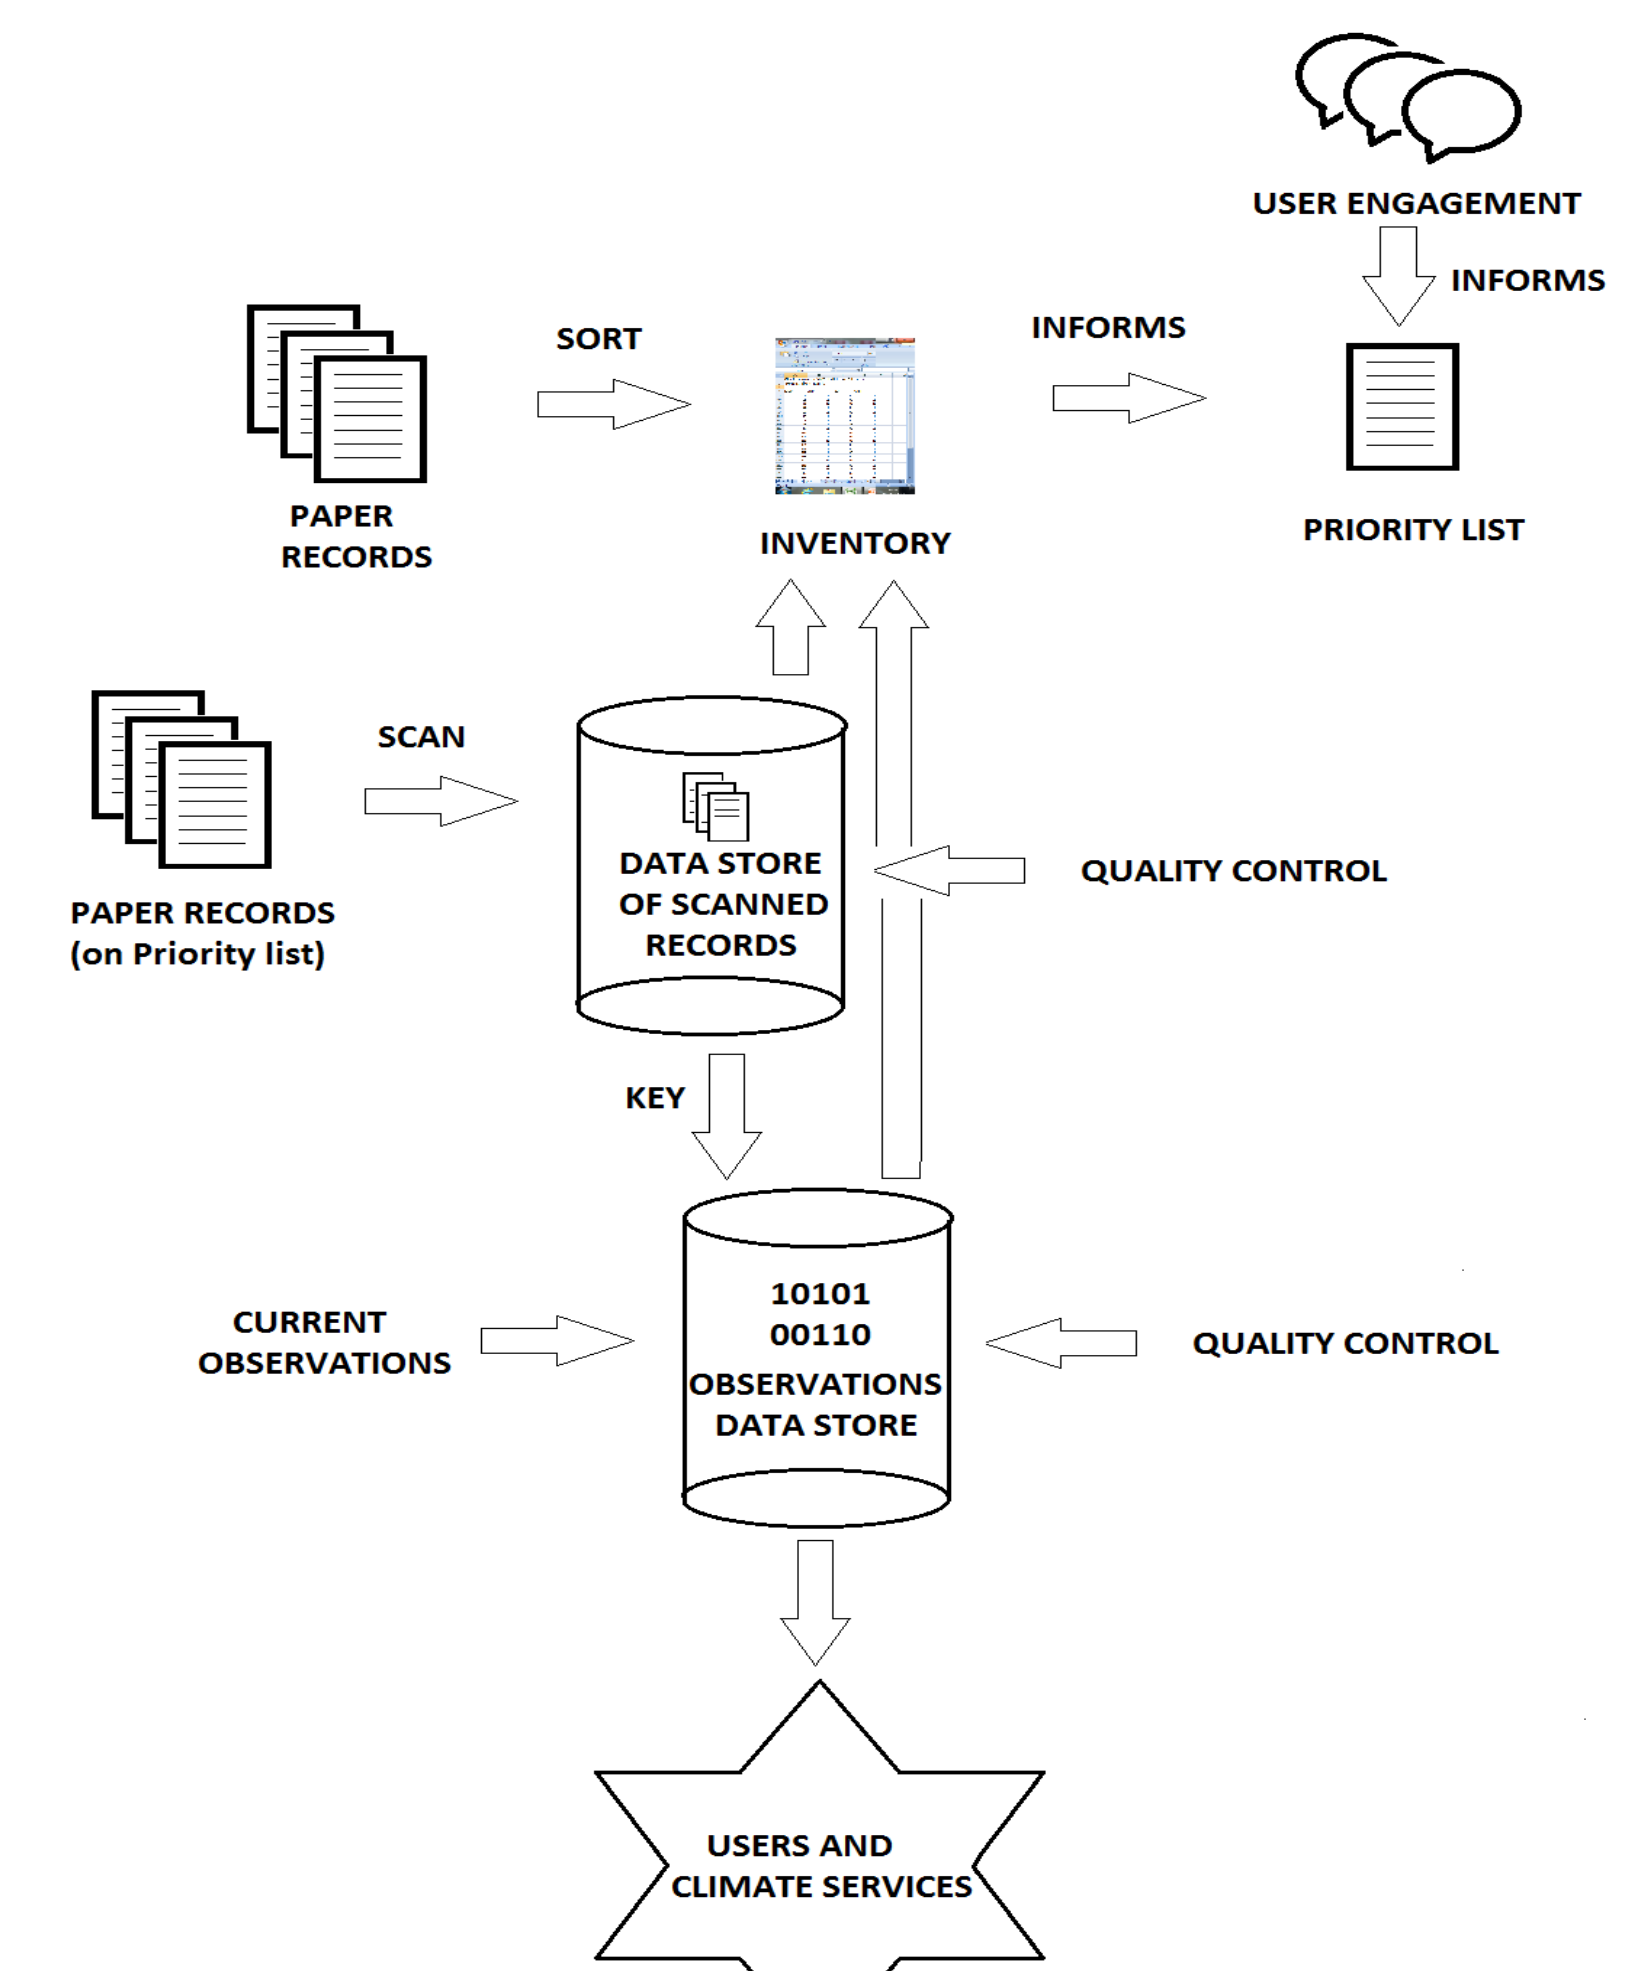 USER ENGAGEMENT
INFORMS
SORT
INFORMS
PAPER
RECORDS
INVENTORY
PRIORITY LIST
SCAN
DATA STORE
OF SCANNED
RECORDS
QUALITY CONTROL
PAPER RECORDS
(on Priority list)
KEY
10101
00110
OBSERVATIONS
DATA STORE
CURRENT
OBSERVATIONS
QUALITY CONTROL
USERS AND
CLIMATE SERVICES